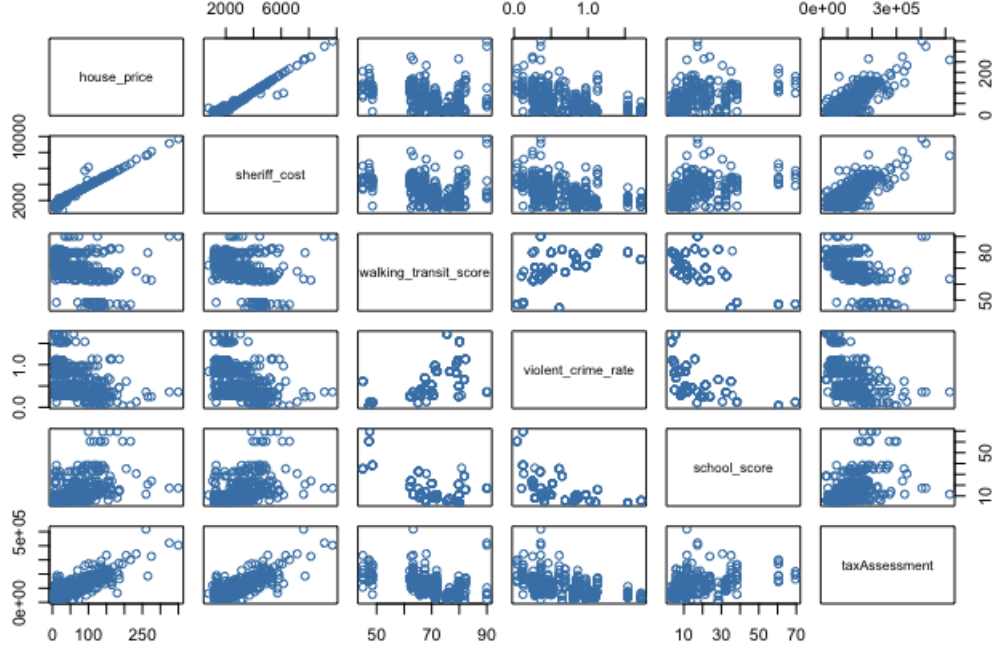 2000 6000
0.0 1.0
0e+00 3e+05
house_price
0 200
2000 10000
sheriff_cost
walking_transit_score
50 80
0.0 1.0
violent_crime_rate
school_score
10 50
0e+00 5e+05
taxAssessment
0 100 250
50 70 90
10 30 50 70